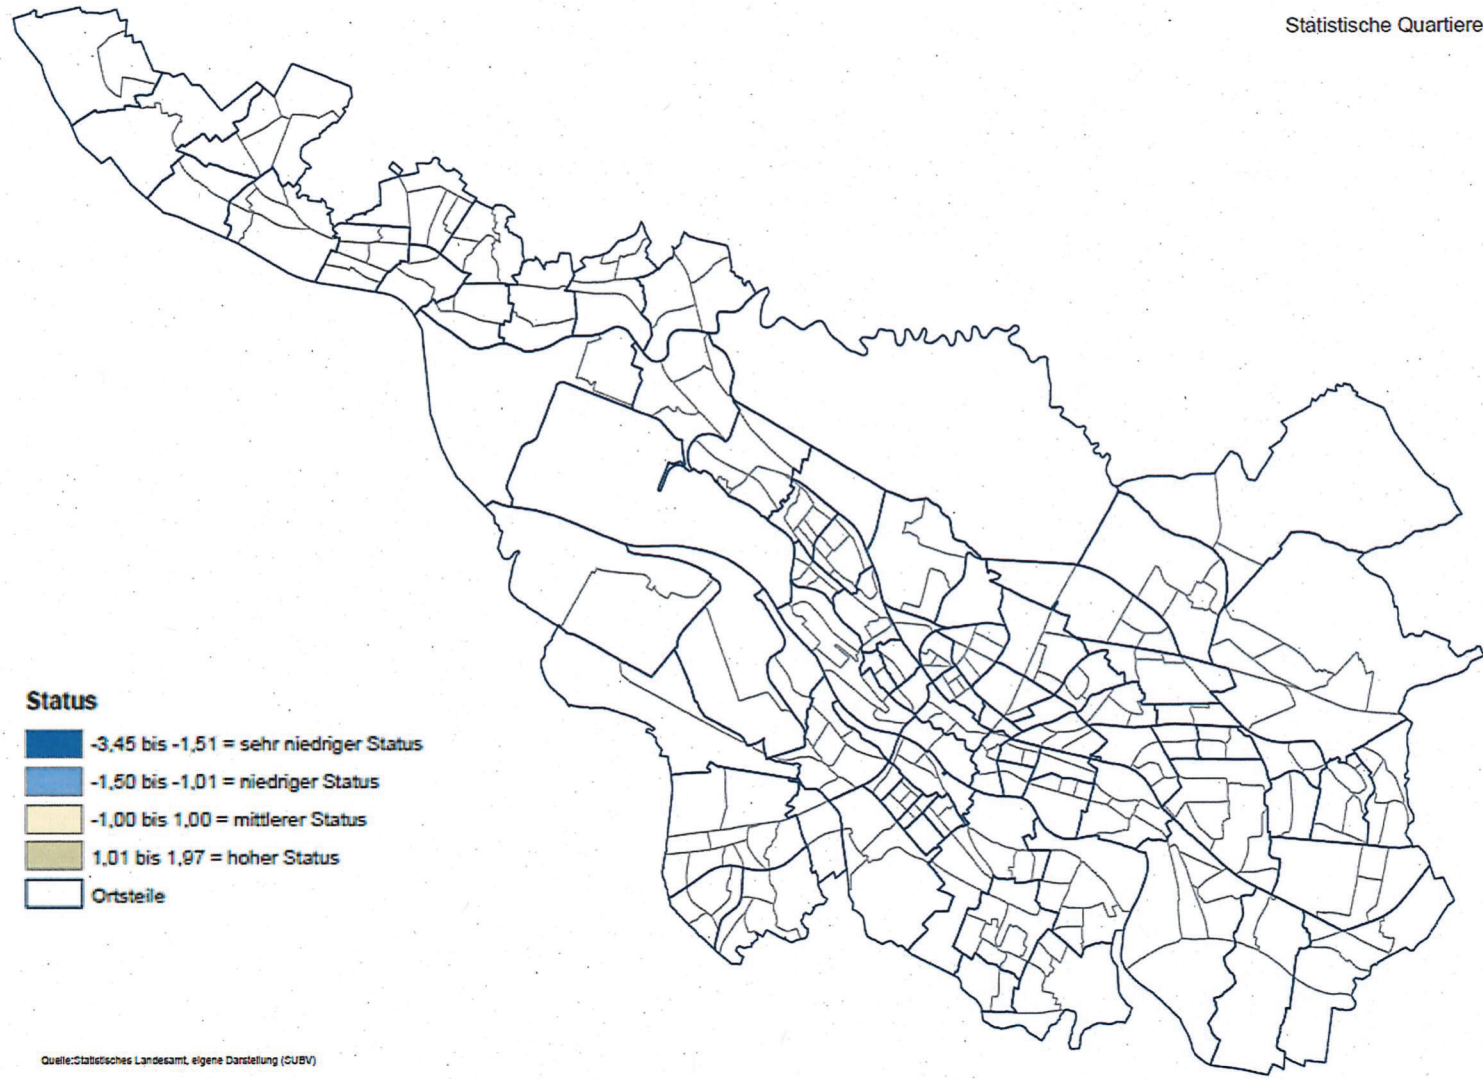 Statistische Quartiere
Status
-3,45 bis -1,51 = sehr niedriger Status
-1,50 bis -1,01 = niedriger Status
-1,00 bis 1,00 = mittlerer Status
1,01 bis 1,97 = hoher Status
Ortsteile
Quelle:Statistisches Landesamt, eigene Darstellung (SUBV)